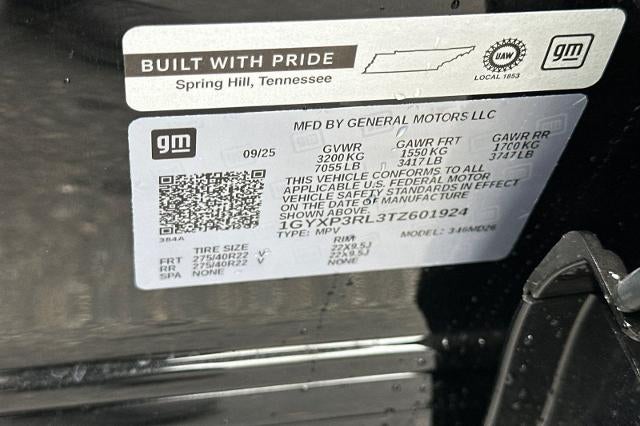 BUILT WITH PRIDE
Spring Hill, Tennessee
UAW
LOCAL 1853
gm
gm
MFD BY GENERAL MOTORS LLC
09/25
GVWR GAWR FRT GAWR RR
3200 KG 1550 KG 1700 KG
7055 LB 3417 LB 3747 LB
THIS VEHICLE CONFORMS TO ALL
APPLICABLE U.S. FEDERAL MOTOR
VEHICLE SAFETY STANDARDS IN EFFECT
ON THE DATE OF MANUFACTURE
SHOWN ABOVE.
1GYXP3RL3TZ601924
TYPE: MPV MODEL: 346MD26
384A
TIRE SIZE RIM
FRT 275/40R22 V 22X9.5J
RR 275/40R22 V 22X9.5J
SPA NONE NONE